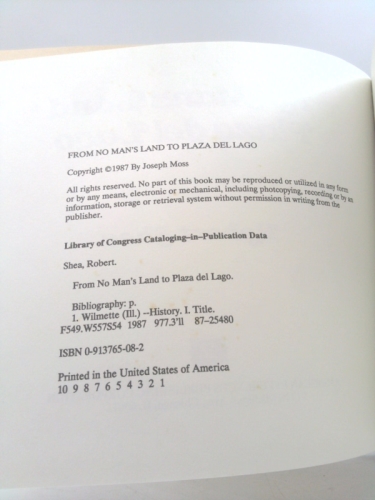 FROM NO MAN'S LAND TO PLAZA DEL LAGO
Copyright ©1987 By Joseph Moss
All rights reserved. No part of this book may be reproduced or utilized in any form
or by any means, electronic or mechanical, including photcopying, recording or by an
information, storage or retrieval system without permission in writing from the
publisher.
Library of Congress Cataloging-in-Publication Data
Shea, Robert.
From No Man's Land to Plaza del Lago.
Bibliography: p.
1. Wilmette (Ill.) --History. I. Title.
F549.W557S54 1987 977.3'll 87-25480
ISBN 0-913765-08-2
Printed in the United States of America
10 9 8 7 6 5 4 3 2 1